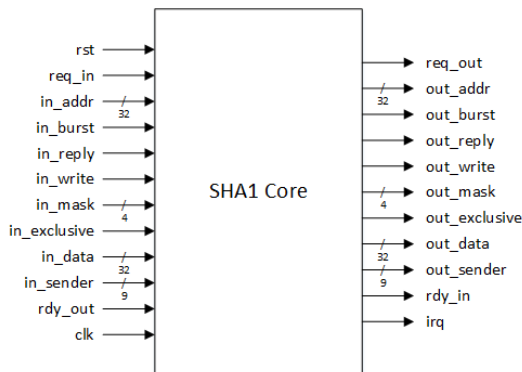 rst
req_in
in_addr
32
in_burst
in_reply
in_write
in_mask
4
in_exclusive
in_data
32
in_sender
9
rdy_out
clk
SHA1 Core
req_out
out_addr
32
out_burst
out_reply
out_write
out_mask
4
out_exclusive
out_data
32
out_sender
9
rdy_in
irq